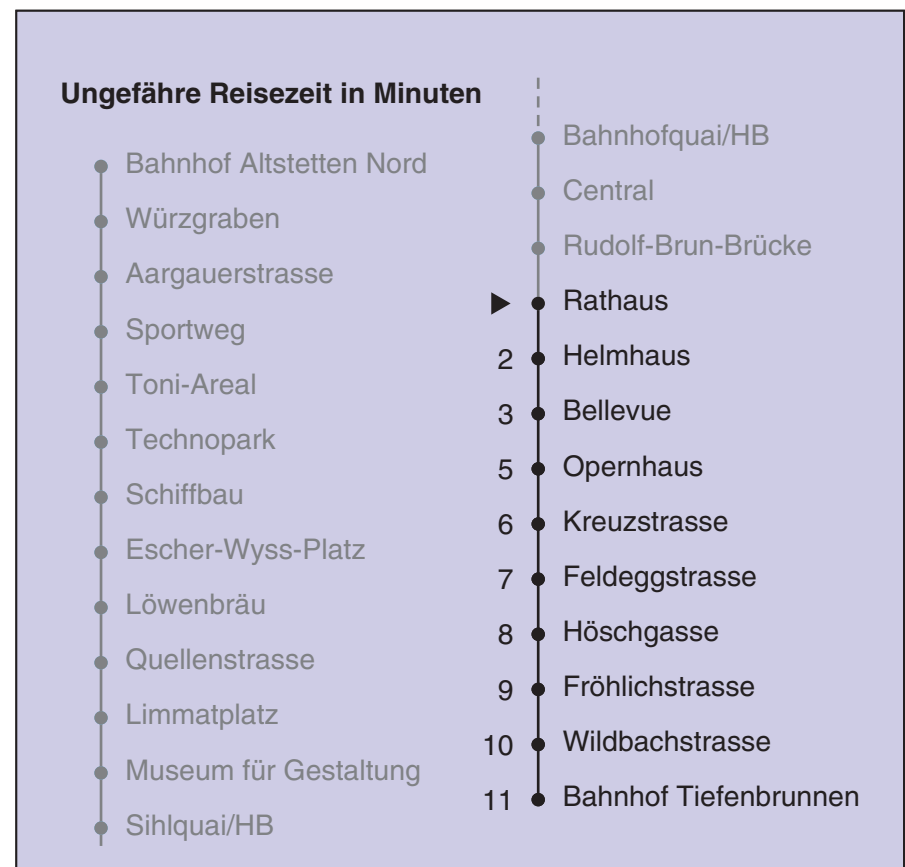 Ungefähre Reisezeit in Minuten
Bahnhof Altstetten Nord
Würzgraben
Aargauerstrasse
Sportweg
Toni-Areal
Technopark
Schiffbau
Escher-Wyss-Platz
Löwenbräu
Quellenstrasse
Limmatplatz
Museum für Gestaltung
Sihlquai/HB
Bahnhofquai/HB
Central
Rudolf-Brun-Brücke
Rathaus
2 Helmhaus
3 Bellevue
5 Opernhaus
6 Kreuzstrasse
7 Feldeggstrasse
8 Höschgasse
9 Fröhlichstrasse
10 Wildbachstrasse
11 Bahnhof Tiefenbrunnen